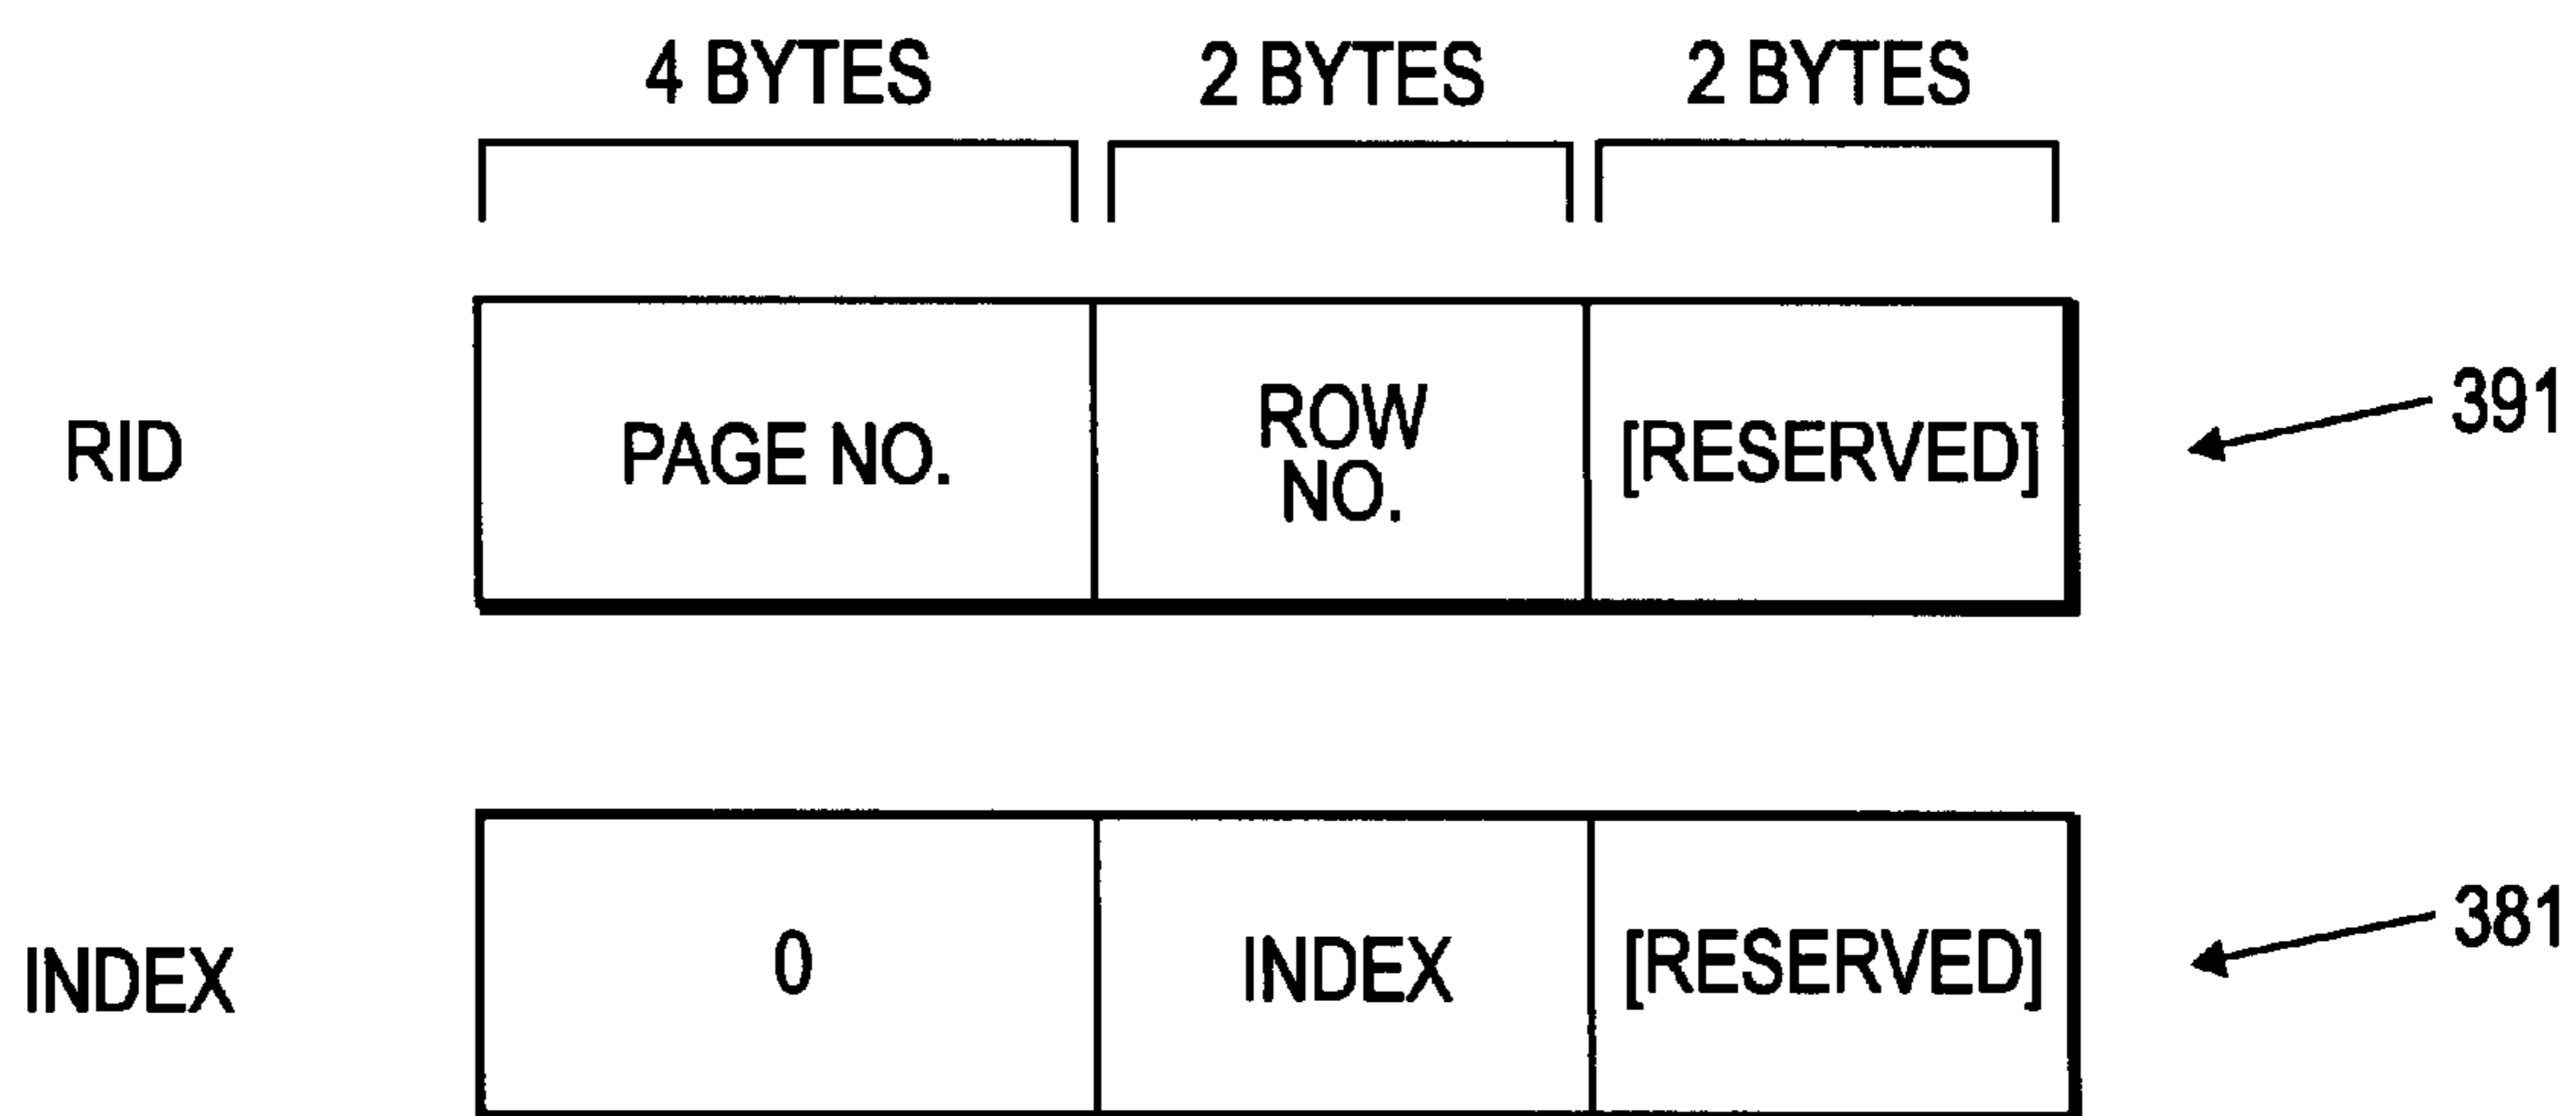 4 BYTES 2 BYTES 2 BYTES
RID PAGE NO. ROW NO. [RESERVED] 391
INDEX 0 INDEX [RESERVED] 381